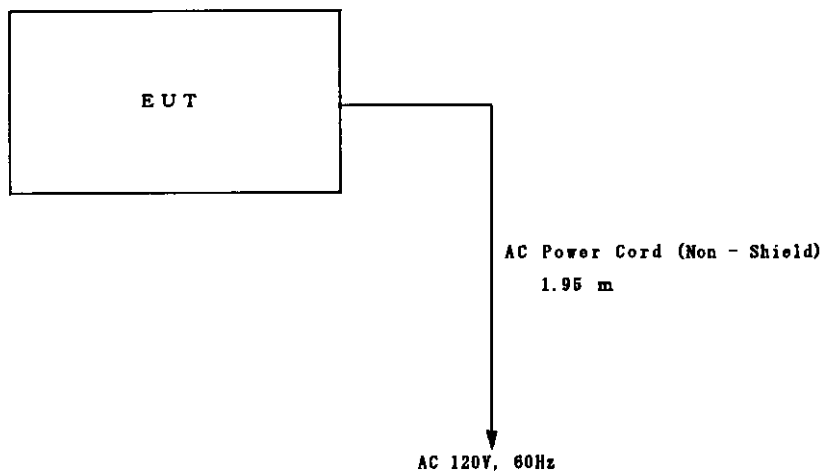 EUT
AC Power Cord (Non - Shield)
1.95 m
AC 120V, 60Hz